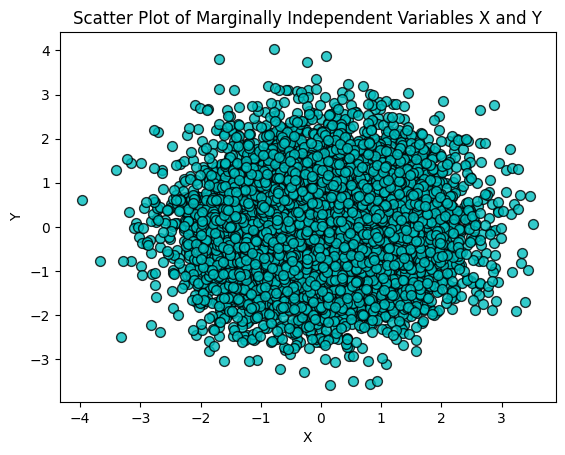 Scatter Plot of Marginally Independent Variables X and Y
4
3
2
1
0
−1
−2
−3
Y
−4 −3 −2 −1 0 1 2 3
X